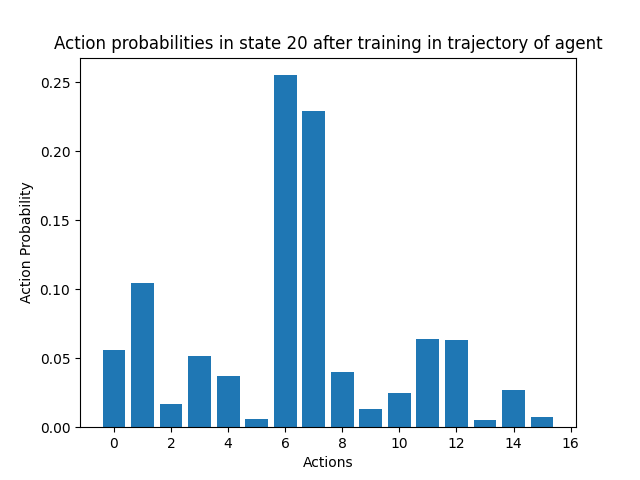 Action probabilities in state 20 after training in trajectory of agent
0.25
0.20
0.15
0.10
0.05
0.00
Action Probability
0 2 4 6 8 10 12 14 16
Actions